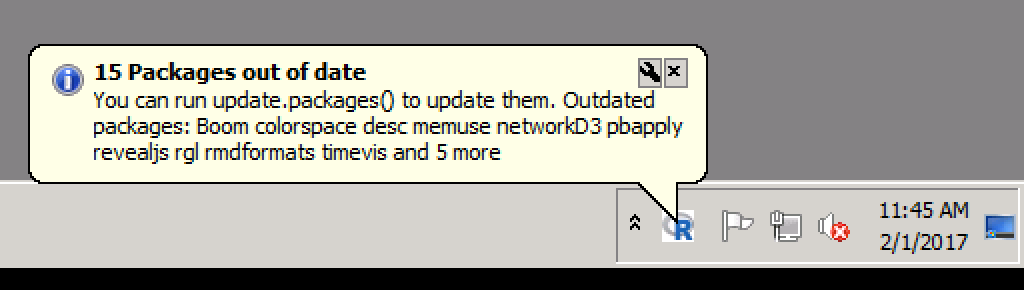 15 Packages out of date
You can run update.packages() to update them. Outdated
packages: Boom colorspace desc memuse networkD3 pbapply
revealjs rgl rmdformats timevis and 5 more
R
11:45 AM
2/1/2017